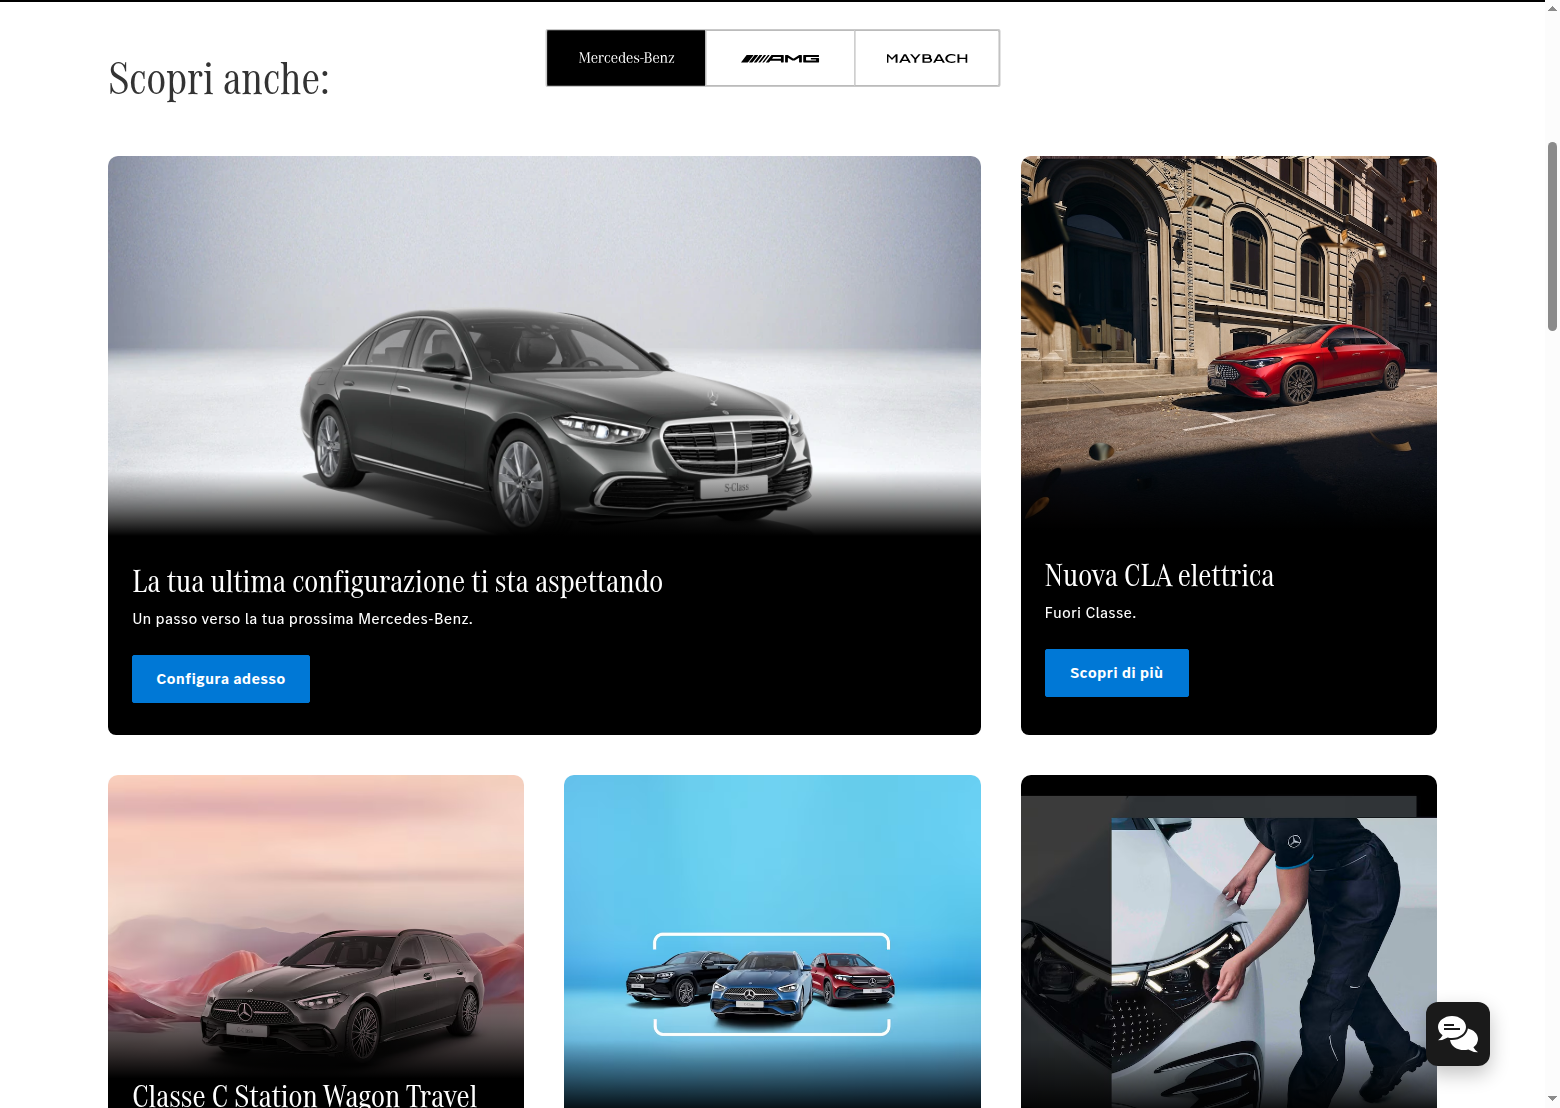 Scopri anche:
Mercedes-Benz
AMG
MAYBACH
S-Class
La tua ultima configurazione ti sta aspettando
Un passo verso la tua prossima Mercedes-Benz.
Configura adesso
Nuova CLA elettrica
Fuori Classe.
Scopri di più
Classe C Station Wagon Travel